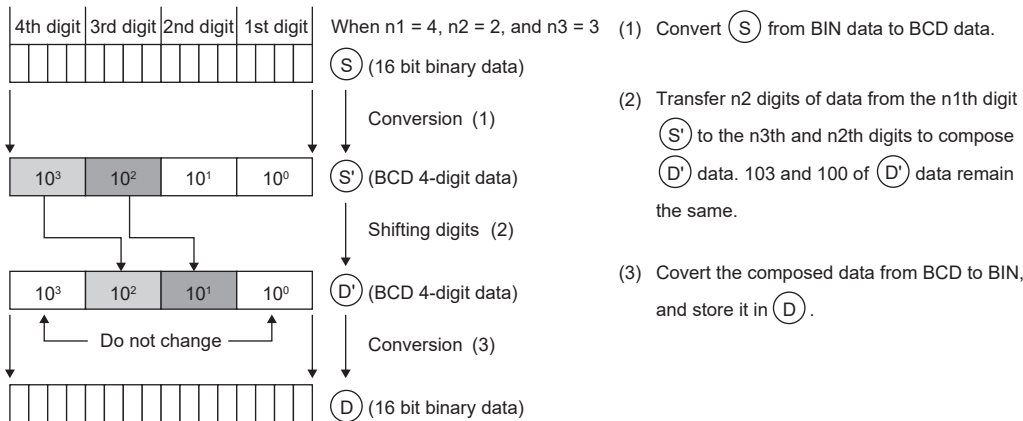 4th digit 3rd digit 2nd digit 1st digit When n1 = 4, n2 = 2, and n3 = 3
S (16 bit binary data)
Conversion (1)
10³ 10² 10¹ 10⁰ S' (BCD 4-digit data)
Shifting digits (2)
10³ 10² 10¹ 10⁰ D' (BCD 4-digit data)
Do not change
Conversion (3)
D (16 bit binary data)
(1) Convert S from BIN data to BCD data.
(2) Transfer n2 digits of data from the n1th digit
S' to the n3th and n2th digits to compose
D' data. 103 and 100 of D' data remain
the same.
(3) Covert the composed data from BCD to BIN,
and store it in D.